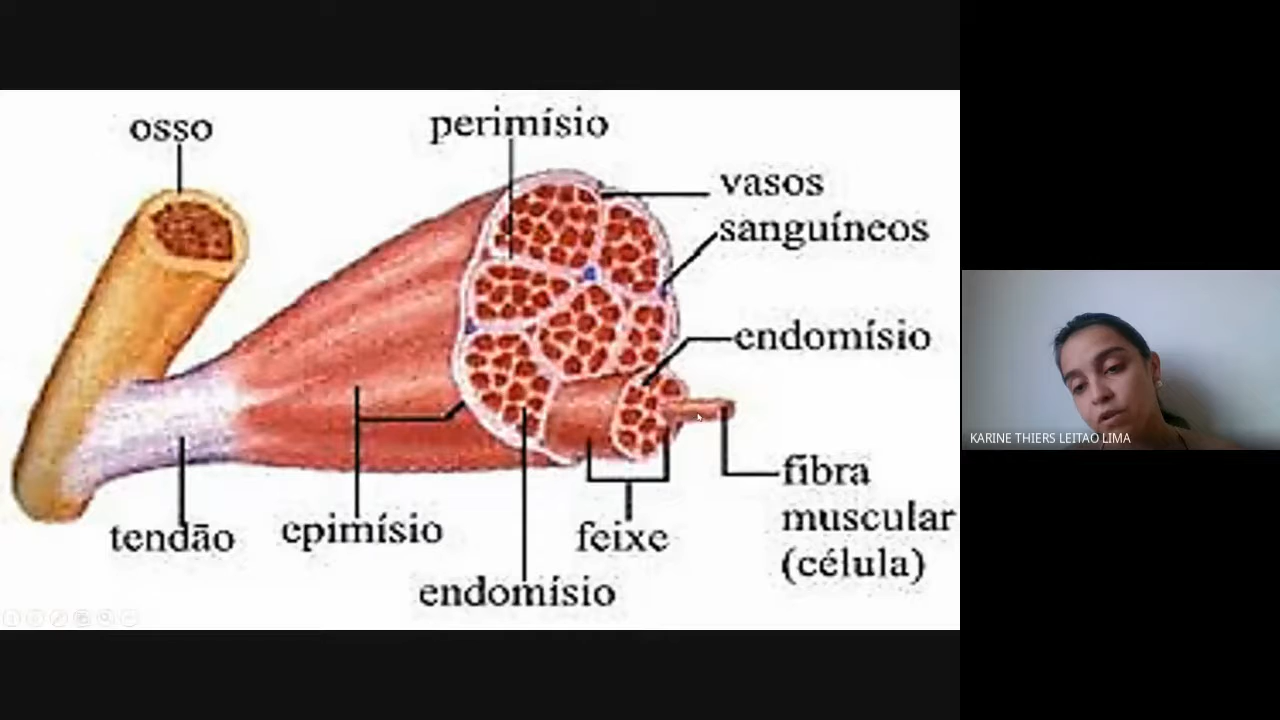 osso
perimísio
vasos
sanguíneos
endomísio
fibra
muscular
(célula)
feixe
epimísio
tendão
endomísio
KARINE THIERS LEITAO LIMA